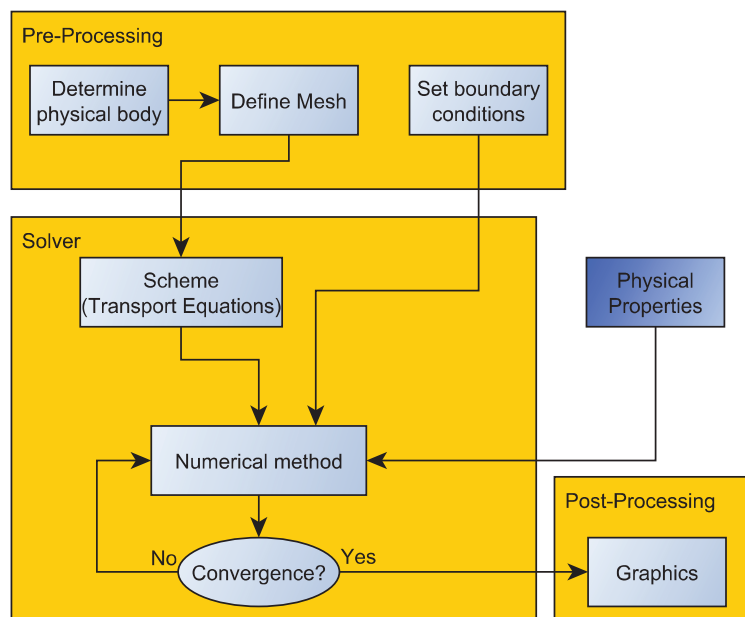 Pre-Processing
Determine
physical body
Define Mesh
Set boundary
conditions
Solver
Scheme
(Transport Equations)
Physical
Properties
Numerical method
Post-Processing
No
Convergence?
Yes
Graphics